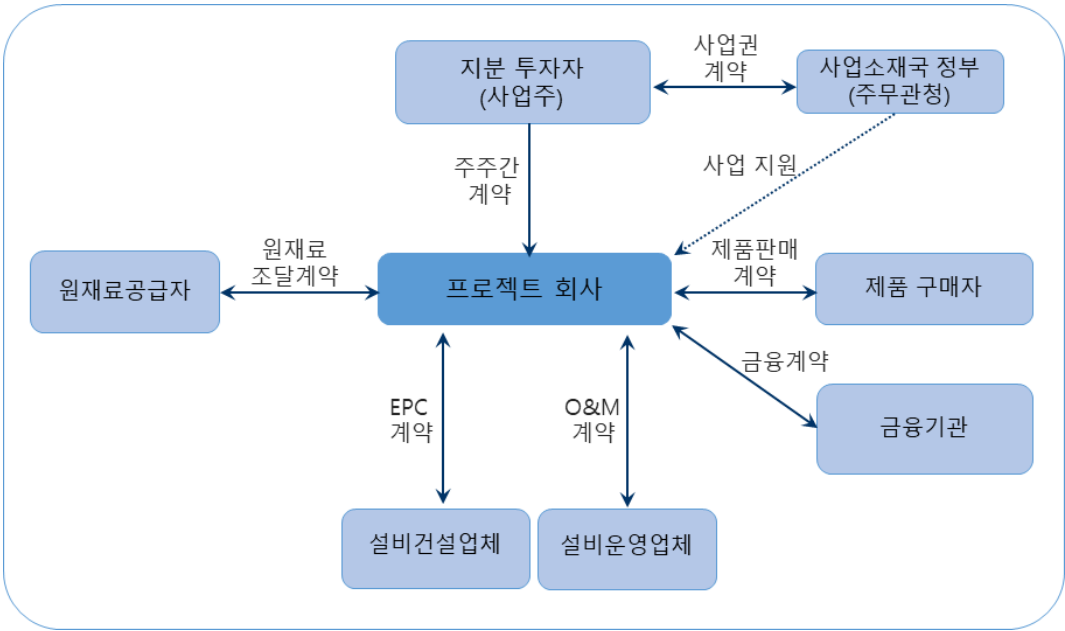 지분 투자자
(사업주)
사업권
계약
사업소재국 정부
(주무관청)
주주간
계약
사업 지원
원재료공급자
원재료
조달계약
프로젝트 회사
제품판매
계약
제품 구매자
금융계약
금융기관
EPC
계약
O&M
계약
설비건설업체
설비운영업체